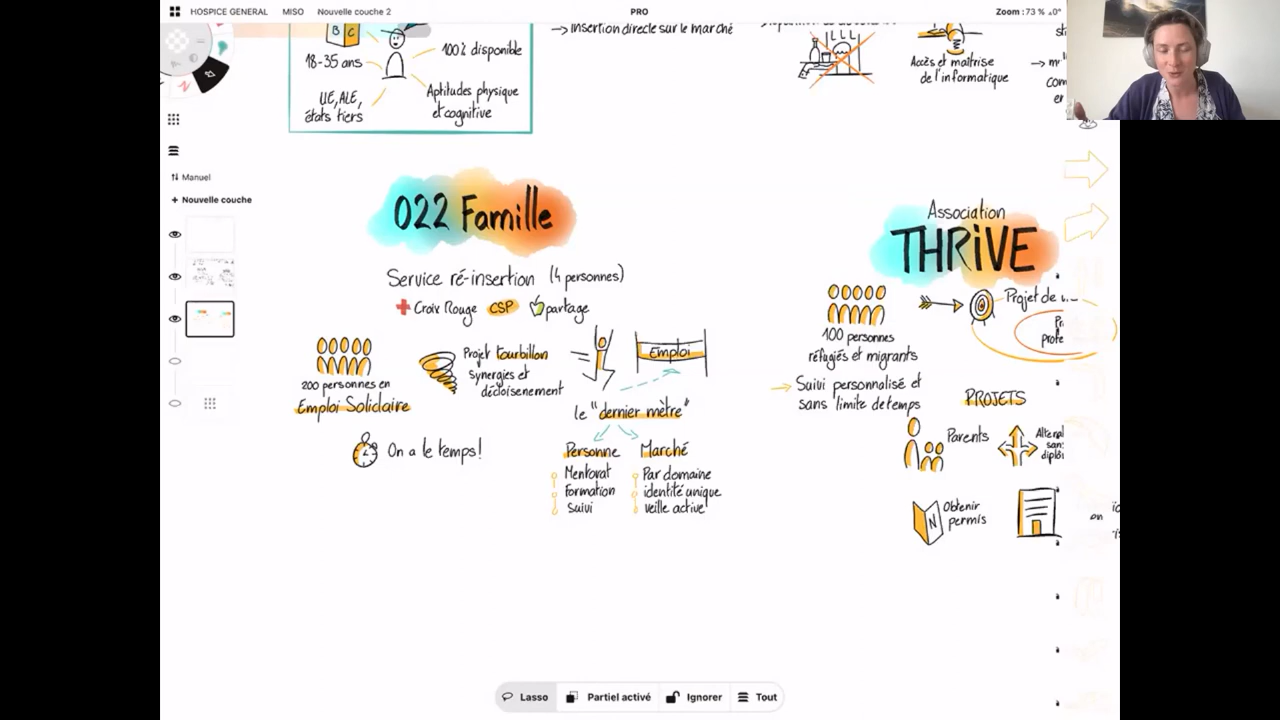 HOSPICE GENERAL
MISO
Nouvelle couche 2
PRO
Zoom : 73 %
Manuel
+ Nouvelle couche
B C
18-35 ans
100% disponible
UE, ALE,
états tiers
Aptitudes physique
et cognitive
→ Insertion directe sur le marché
Accès et maîtrise
de l'informatique
022 Famille
Service ré-insertion (4 personnes)
Croix Rouge CSP partage
200 personnes en
Emploi Solidaire
Projet tourbillon
synergies et
décloisenement
Emploi
le "dernier mètre"
On a le temps!
Personne
Mentorat
formation
suivi
Marché
Par domaine
identité unique
veille active
Association
THRiVE
100 personnes
réfugiés et migrants
Projet de
→ Suivi personnalisé et
sans limite de temps
PROJETS
Parents
N
Obtenir
permis
Lasso
Partiel activé
Ignorer
Tout